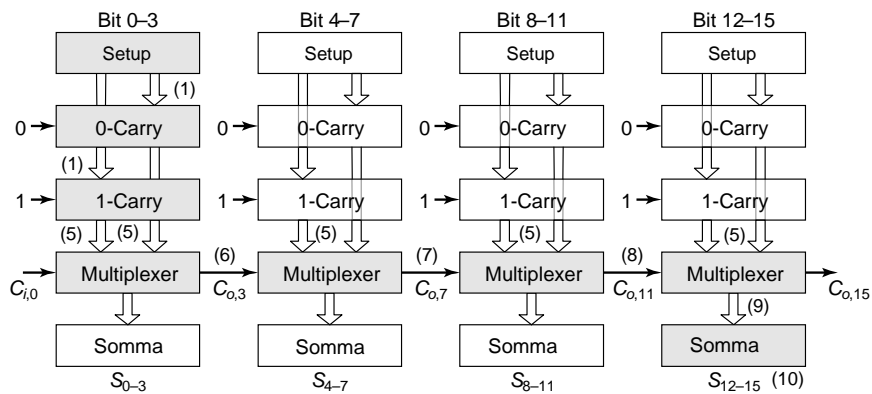 Bit 0–3 Bit 4–7 Bit 8–11 Bit 12–15
Setup Setup Setup Setup
(1)
0 0-Carry 0 0-Carry 0 0-Carry 0 0-Carry
(1)
1 1-Carry 1 1-Carry 1 1-Carry 1 1-Carry
(5) (5) (5) (5) (5)
(6) (7) (8)
Multiplexer Multiplexer Multiplexer Multiplexer
Ci,0 Co,3 Co,7 Co,11 Co,15
(9)
Somma Somma Somma Somma
S0–3 S4–7 S8–11 S12–15 (10)